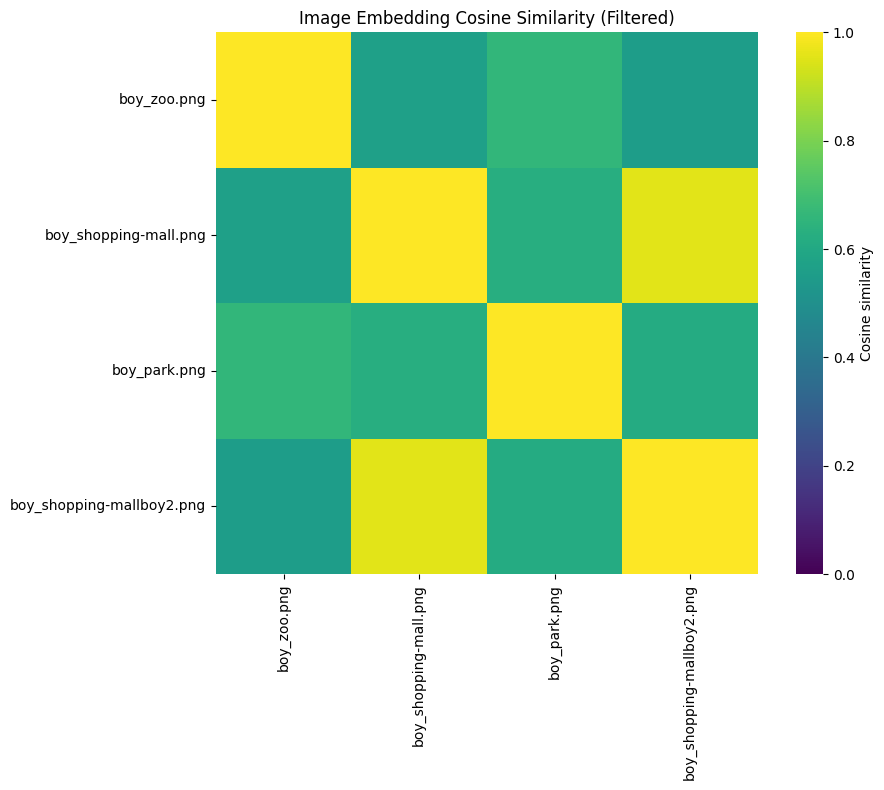 Image Embedding Cosine Similarity (Filtered)
boy_zoo.png
boy_shopping-mall.png
boy_park.png
boy_shopping-mallboy2.png
boy_zoo.png
boy_shopping-mall.png
boy_park.png
boy_shopping-mallboy2.png
1.0
0.8
0.6
0.4
0.2
0.0
Cosine similarity